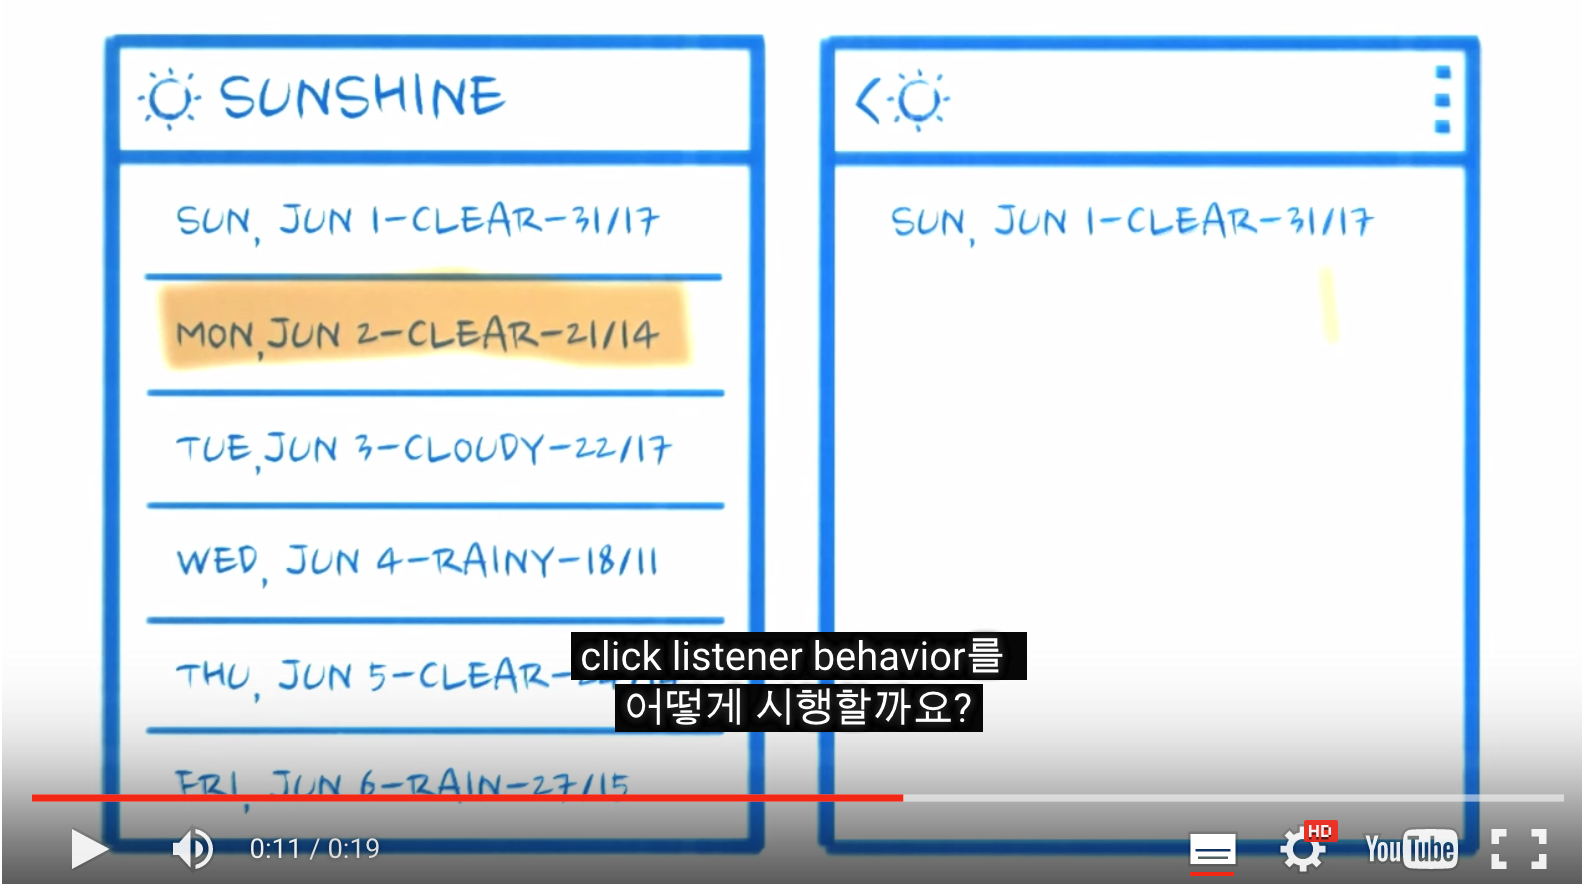 SUNSHINE
SUN, JUN 1-CLEAR-31/17
MON, JUN 2-CLEAR-21/14
TUE, JUN 3-CLOUDY-22/17
WED, JUN 4-RAINY-18/11
THU, JUN 5-CLEAR-
FRI, JUN 6-RAIN-27/15
SUN, JUN 1-CLEAR-31/17
click listener behavior를
어떻게 시행할까요?
0:11 / 0:19
HD
YouTube